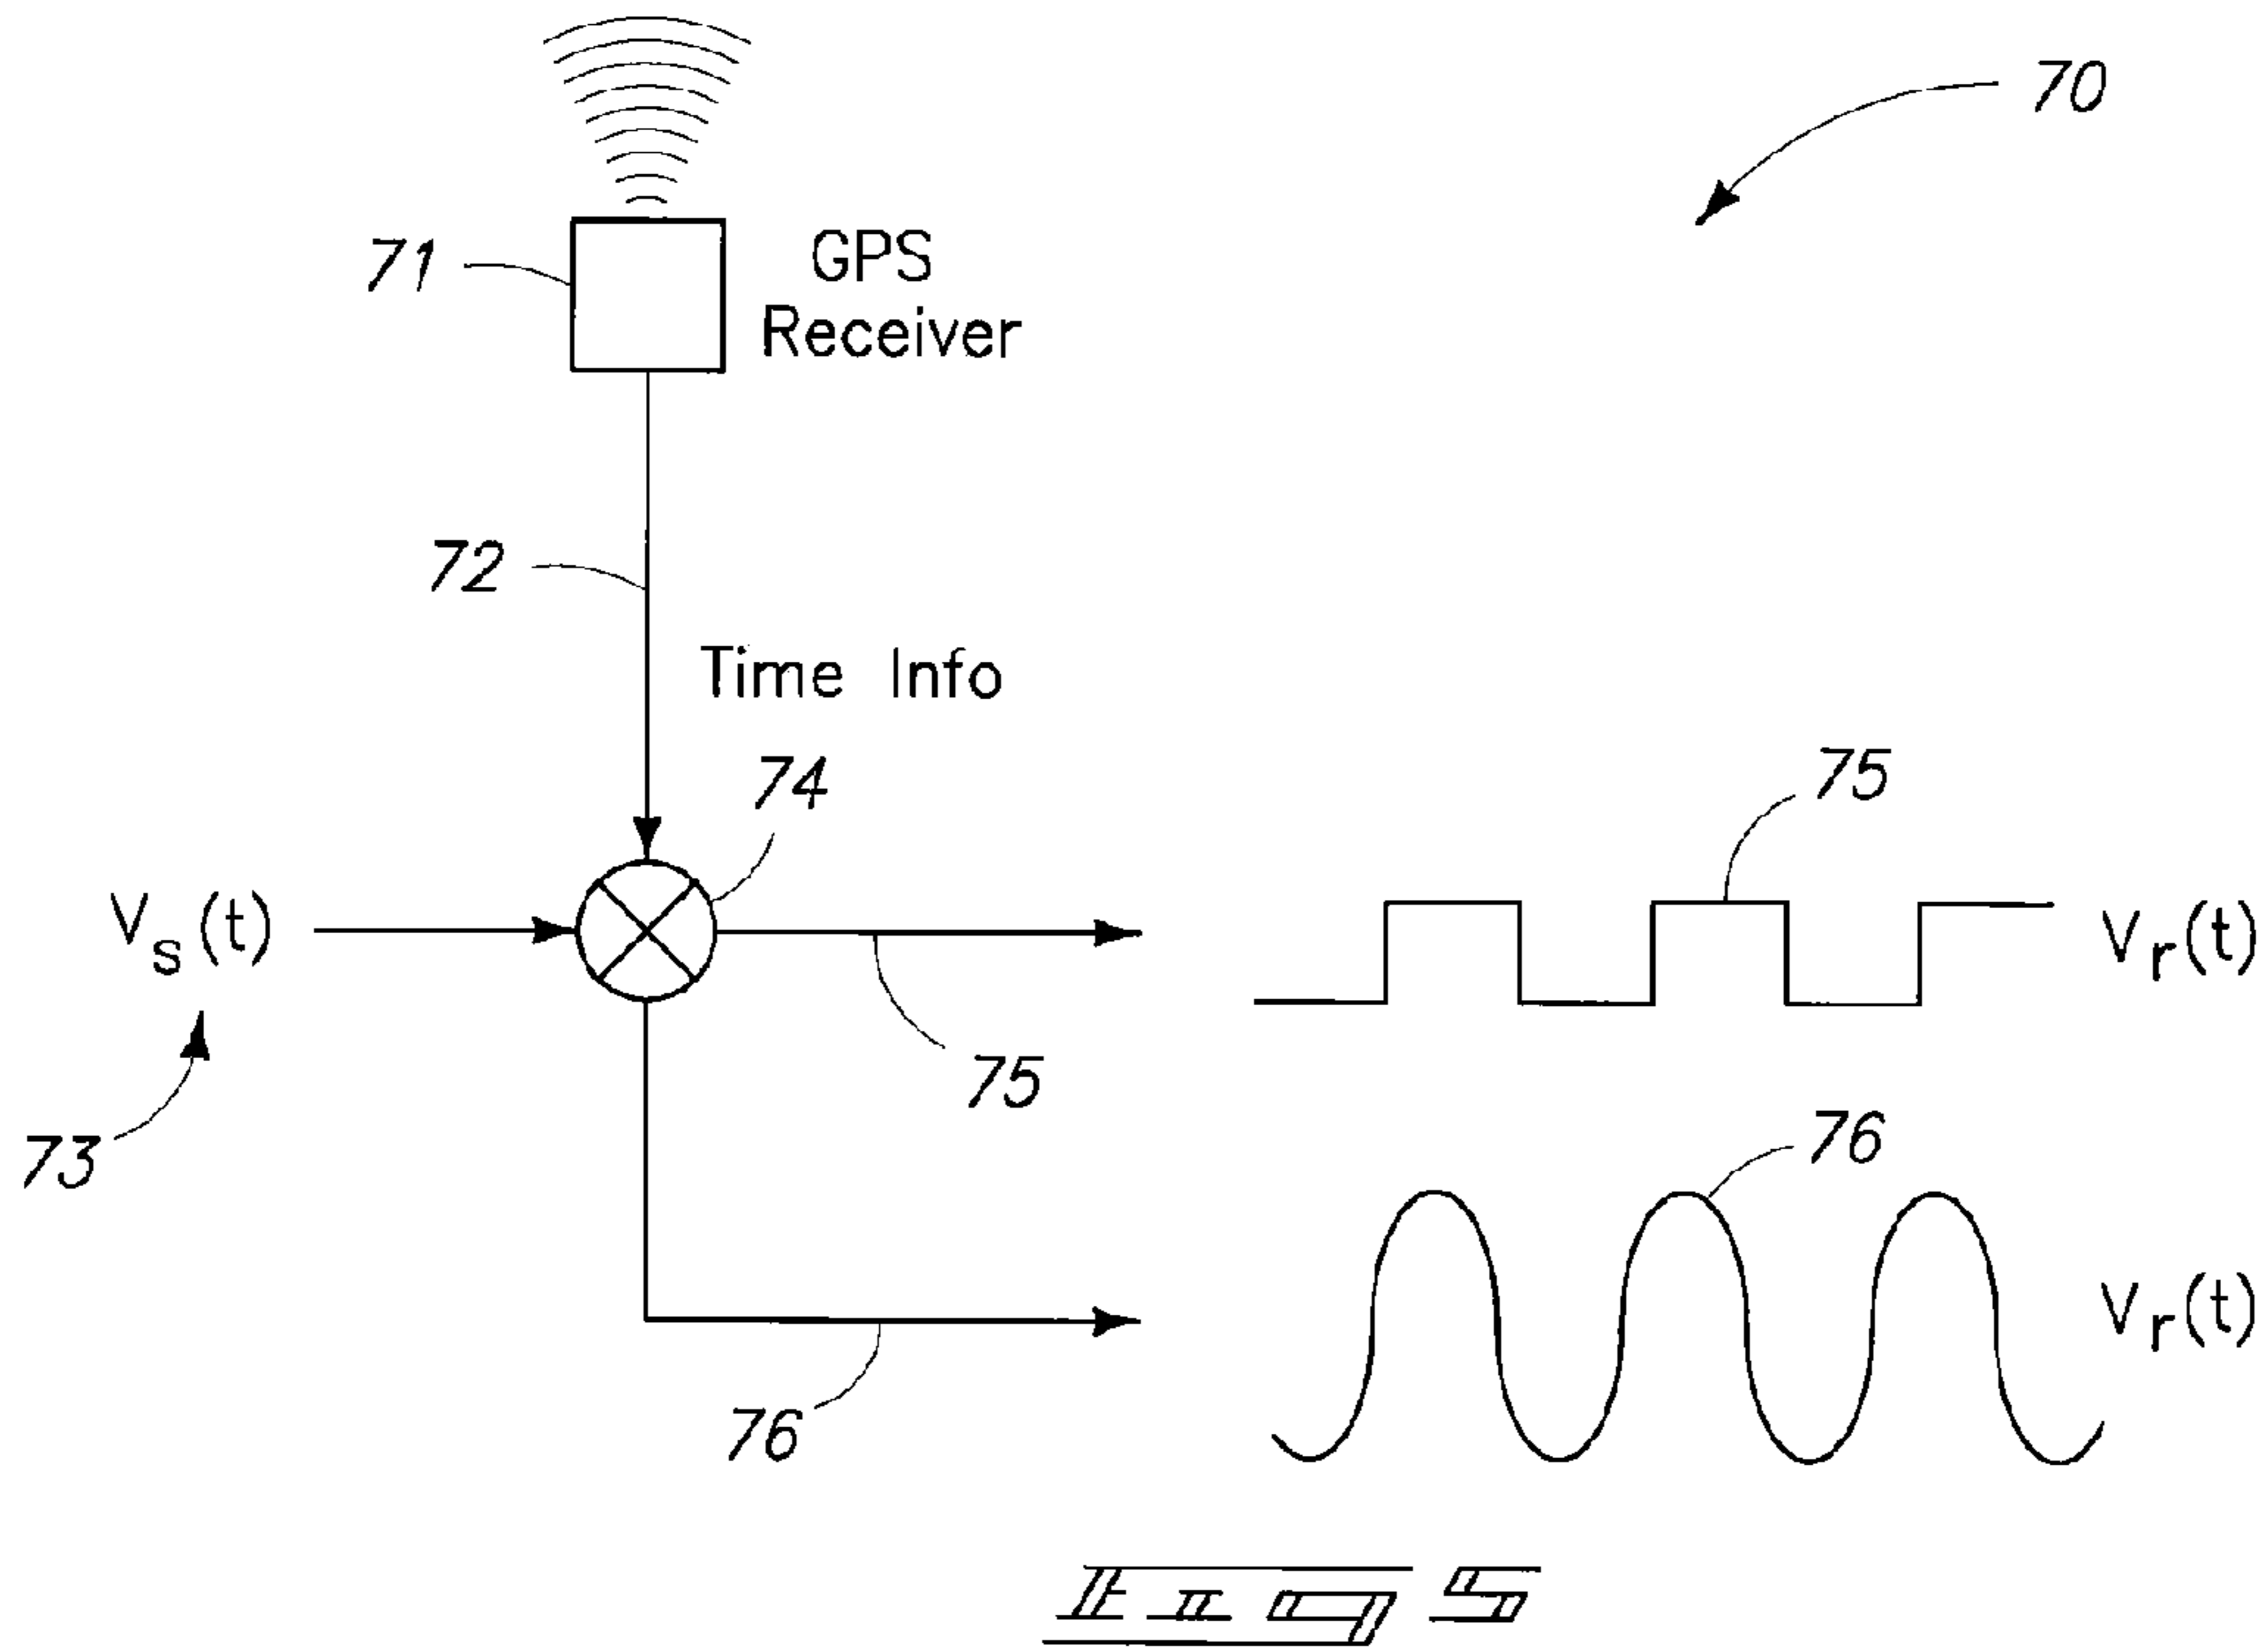 70
71
GPS
Receiver
72
Time Info
74
75
Vs(t)
Vr(t)
75
73
76
Vr(t)
76
Fig 5